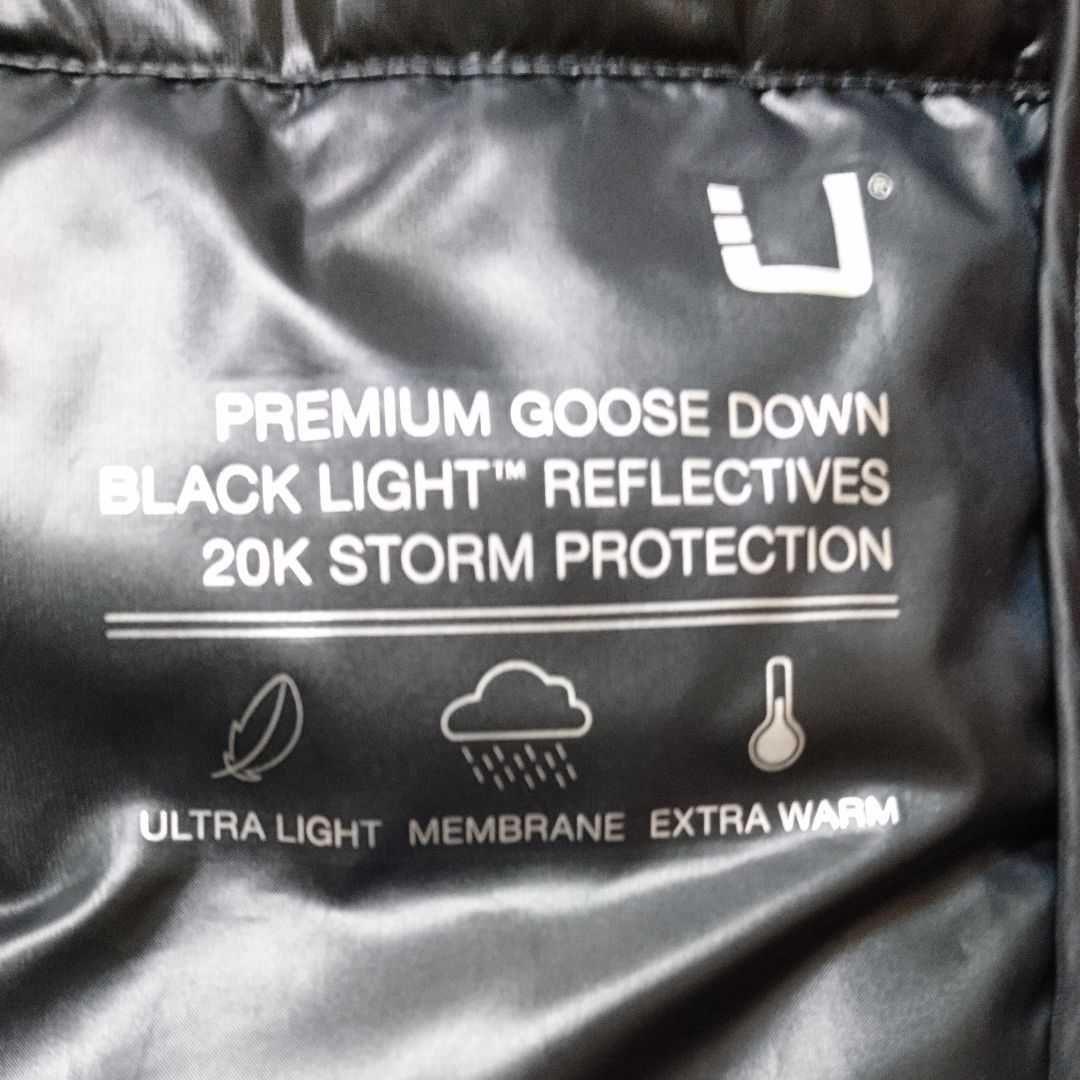 U®
PREMIUM GOOSE DOWN
BLACK LIGHT™ REFLECTIVES
20K STORM PROTECTION
ULTRA LIGHT MEMBRANE EXTRA WARM